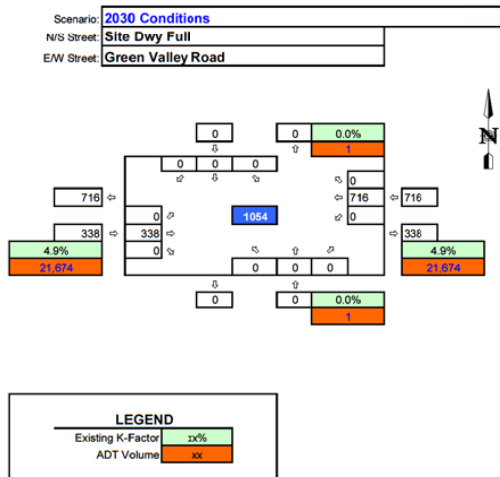 Scenario: 2030 Conditions
N/S Street: Site Dwy Full
E/W Street: Green Valley Road
N
0 0 0.0%
1
0 0 0 0
716 716 716
0 1054 0
338 338 338
4.9% 0 4.9%
21,674 0 0 0 21,674
0 0 0.0%
1
LEGEND
Existing K-Factor xx%
ADT Volume xx